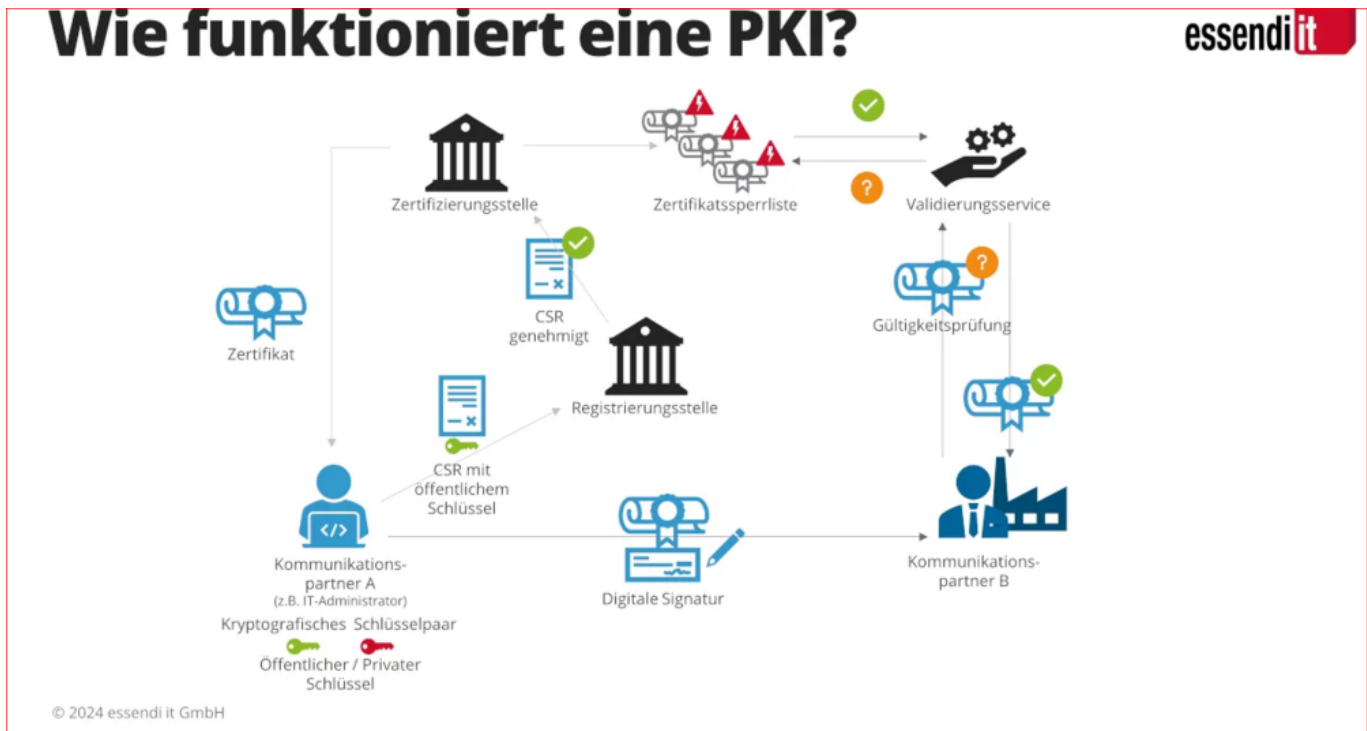 Wie funktioniert eine PKI?
essendi it
Zertifizierungsstelle
Zertifikatssperrliste
?
Validierungsservice
CSR
genehmigt
?
Gültigkeitsprüfung
Zertifikat
Registrierungsstelle
CSR mit
öffentlichem
Schlüssel
</>
Kommunikations-
partner A
(z.B. IT-Administrator)
Kryptografisches Schlüsselpaar
Öffentlicher / Privater
Schlüssel
Digitale Signatur
Kommunikations-
partner B
© 2024 essendi it GmbH